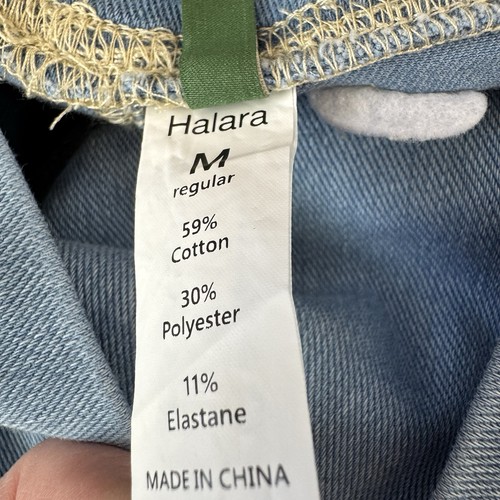 Halara
M
regular
59%
Cotton
30%
Polyester
11%
Elastane
MADE IN CHINA